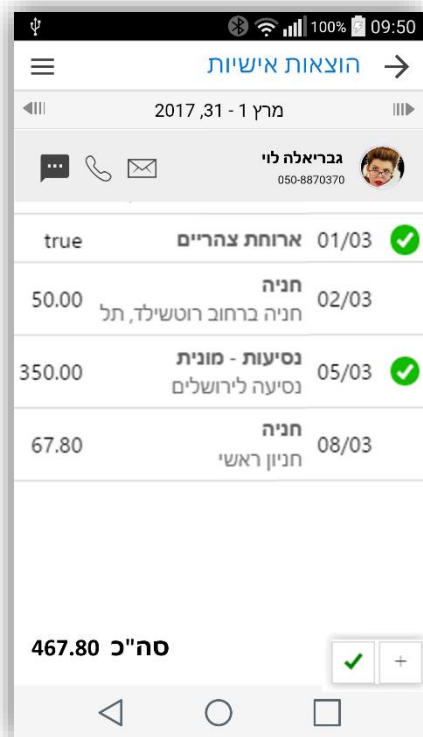 100% 09:50
הוצאות אישיות
מרץ 1 - 31, 2017
גבריאלה לוי
050-8870370
01/03 ארוחת צהריים true
חניה
02/03 50.00
חניה ברחוב רוטשילד, תל
נסיעות - מונית
05/03 350.00
נסיעה לירושלים
חניה
08/03 67.80
חניון ראשי
סה"כ 467.80